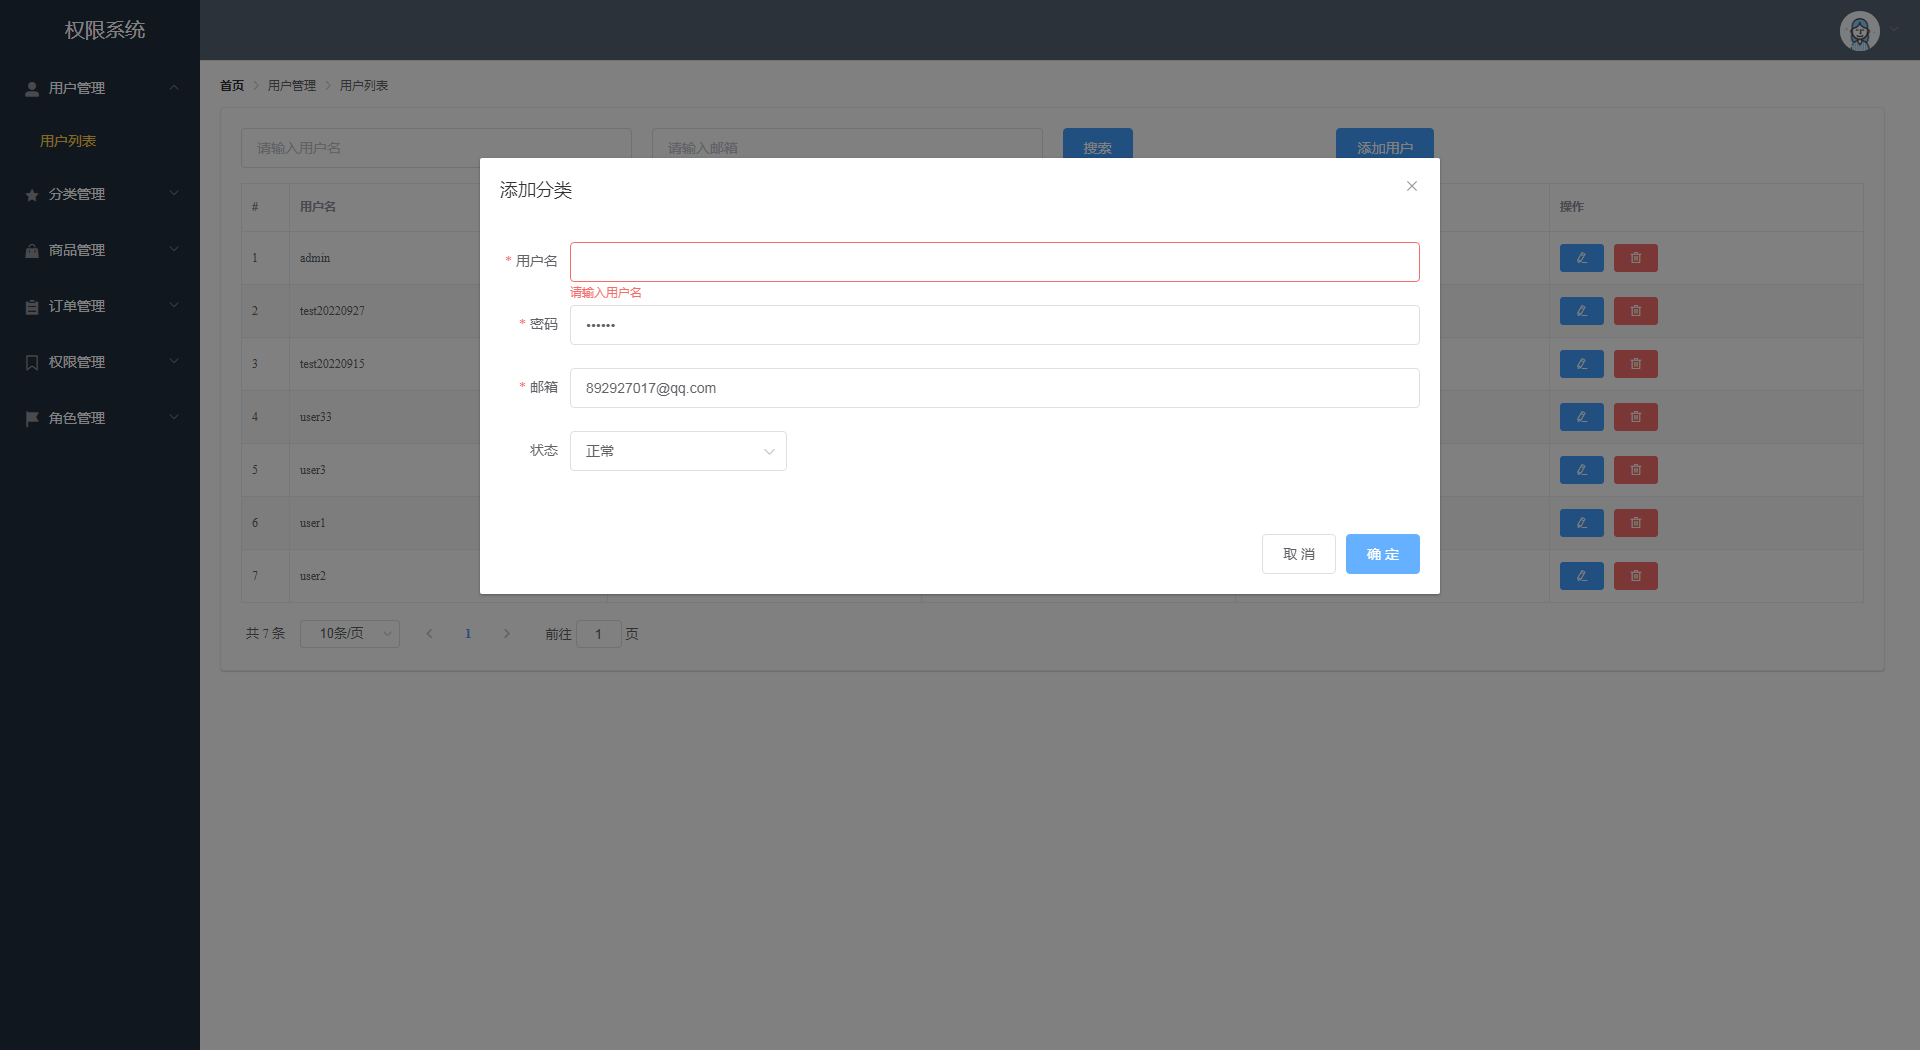 权限系统
用户管理
用户列表
分类管理
商品管理
订单管理
权限管理
角色管理
首页 用户管理 用户列表
请输入用户名 请输入邮箱 搜索 添加用户
# 用户名 操作
1 admin
2 test20220927
3 test20220915
4 user33
5 user3
6 user1
7 user2
共 7 条 10条/页 1 前往 1 页
添加分类
* 用户名
请输入用户名
* 密码 ••••••
* 邮箱 892927017@qq.com
状态 正常
取 消 确 定